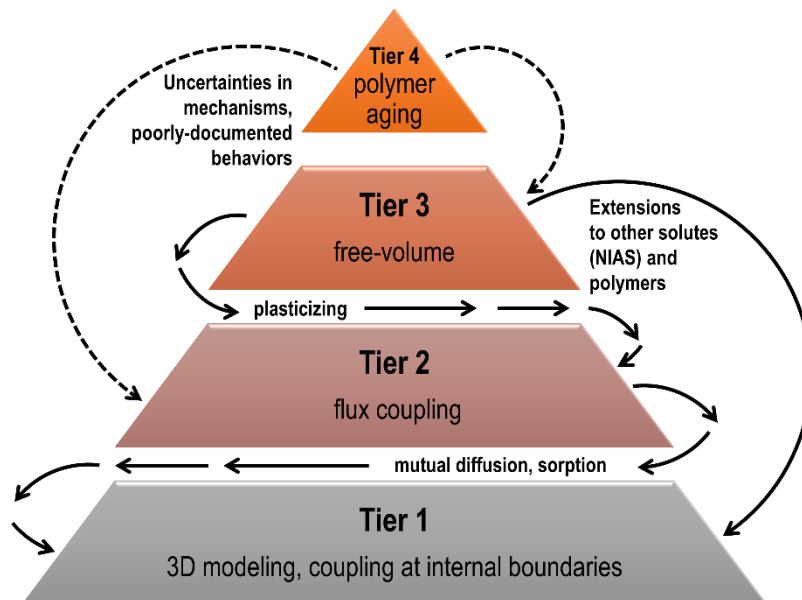 Tier 4
polymer
aging
Uncertainties in
mechanisms,
poorly-documented
behaviors
Tier 3
free-volume
Extensions
to other solutes
(NIAS) and
polymers
plasticizing
Tier 2
flux coupling
mutual diffusion, sorption
Tier 1
3D modeling, coupling at internal boundaries